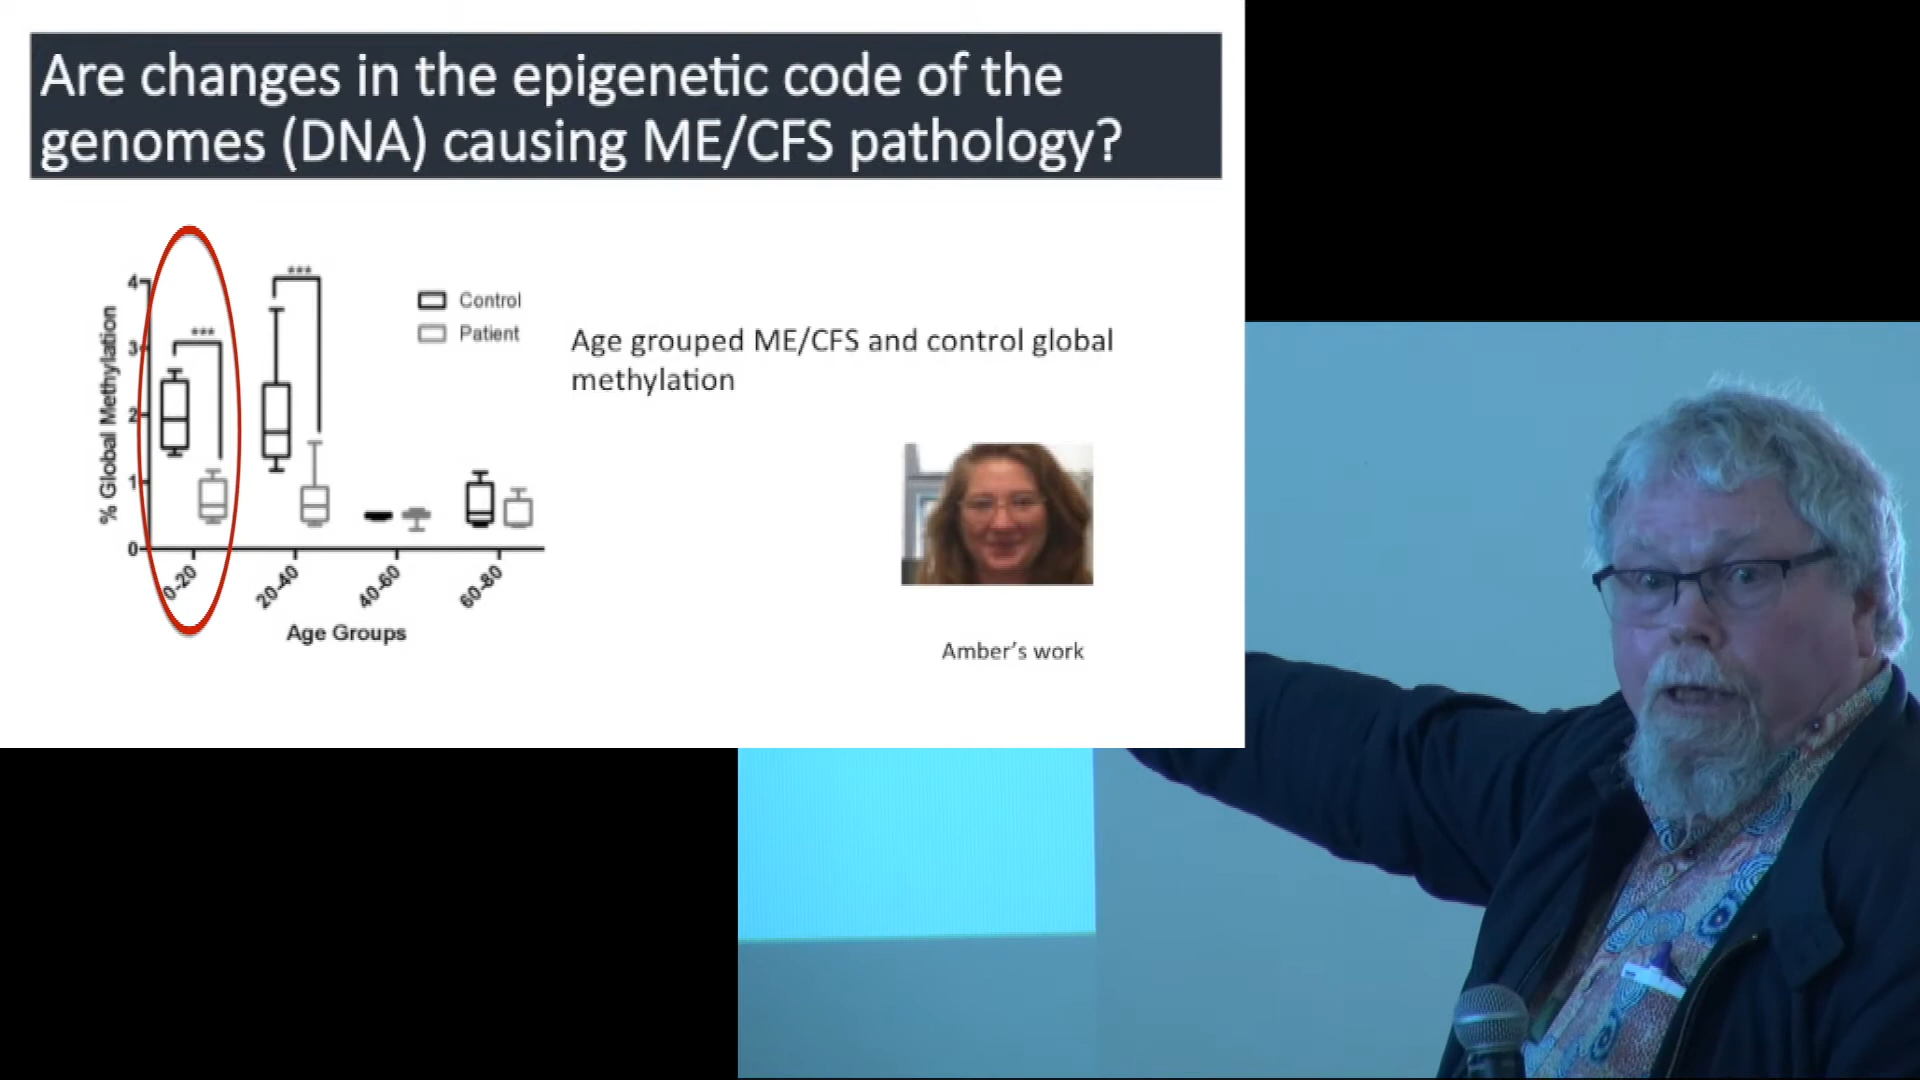 Are changes in the epigenetic code of the
genomes (DNA) causing ME/CFS pathology?
% Global Methylation
4
3
2
1
0
***
***
Control
Patient
0-20
20-40
40-60
60-80
Age Groups
Age grouped ME/CFS and control global
methylation
Amber's work